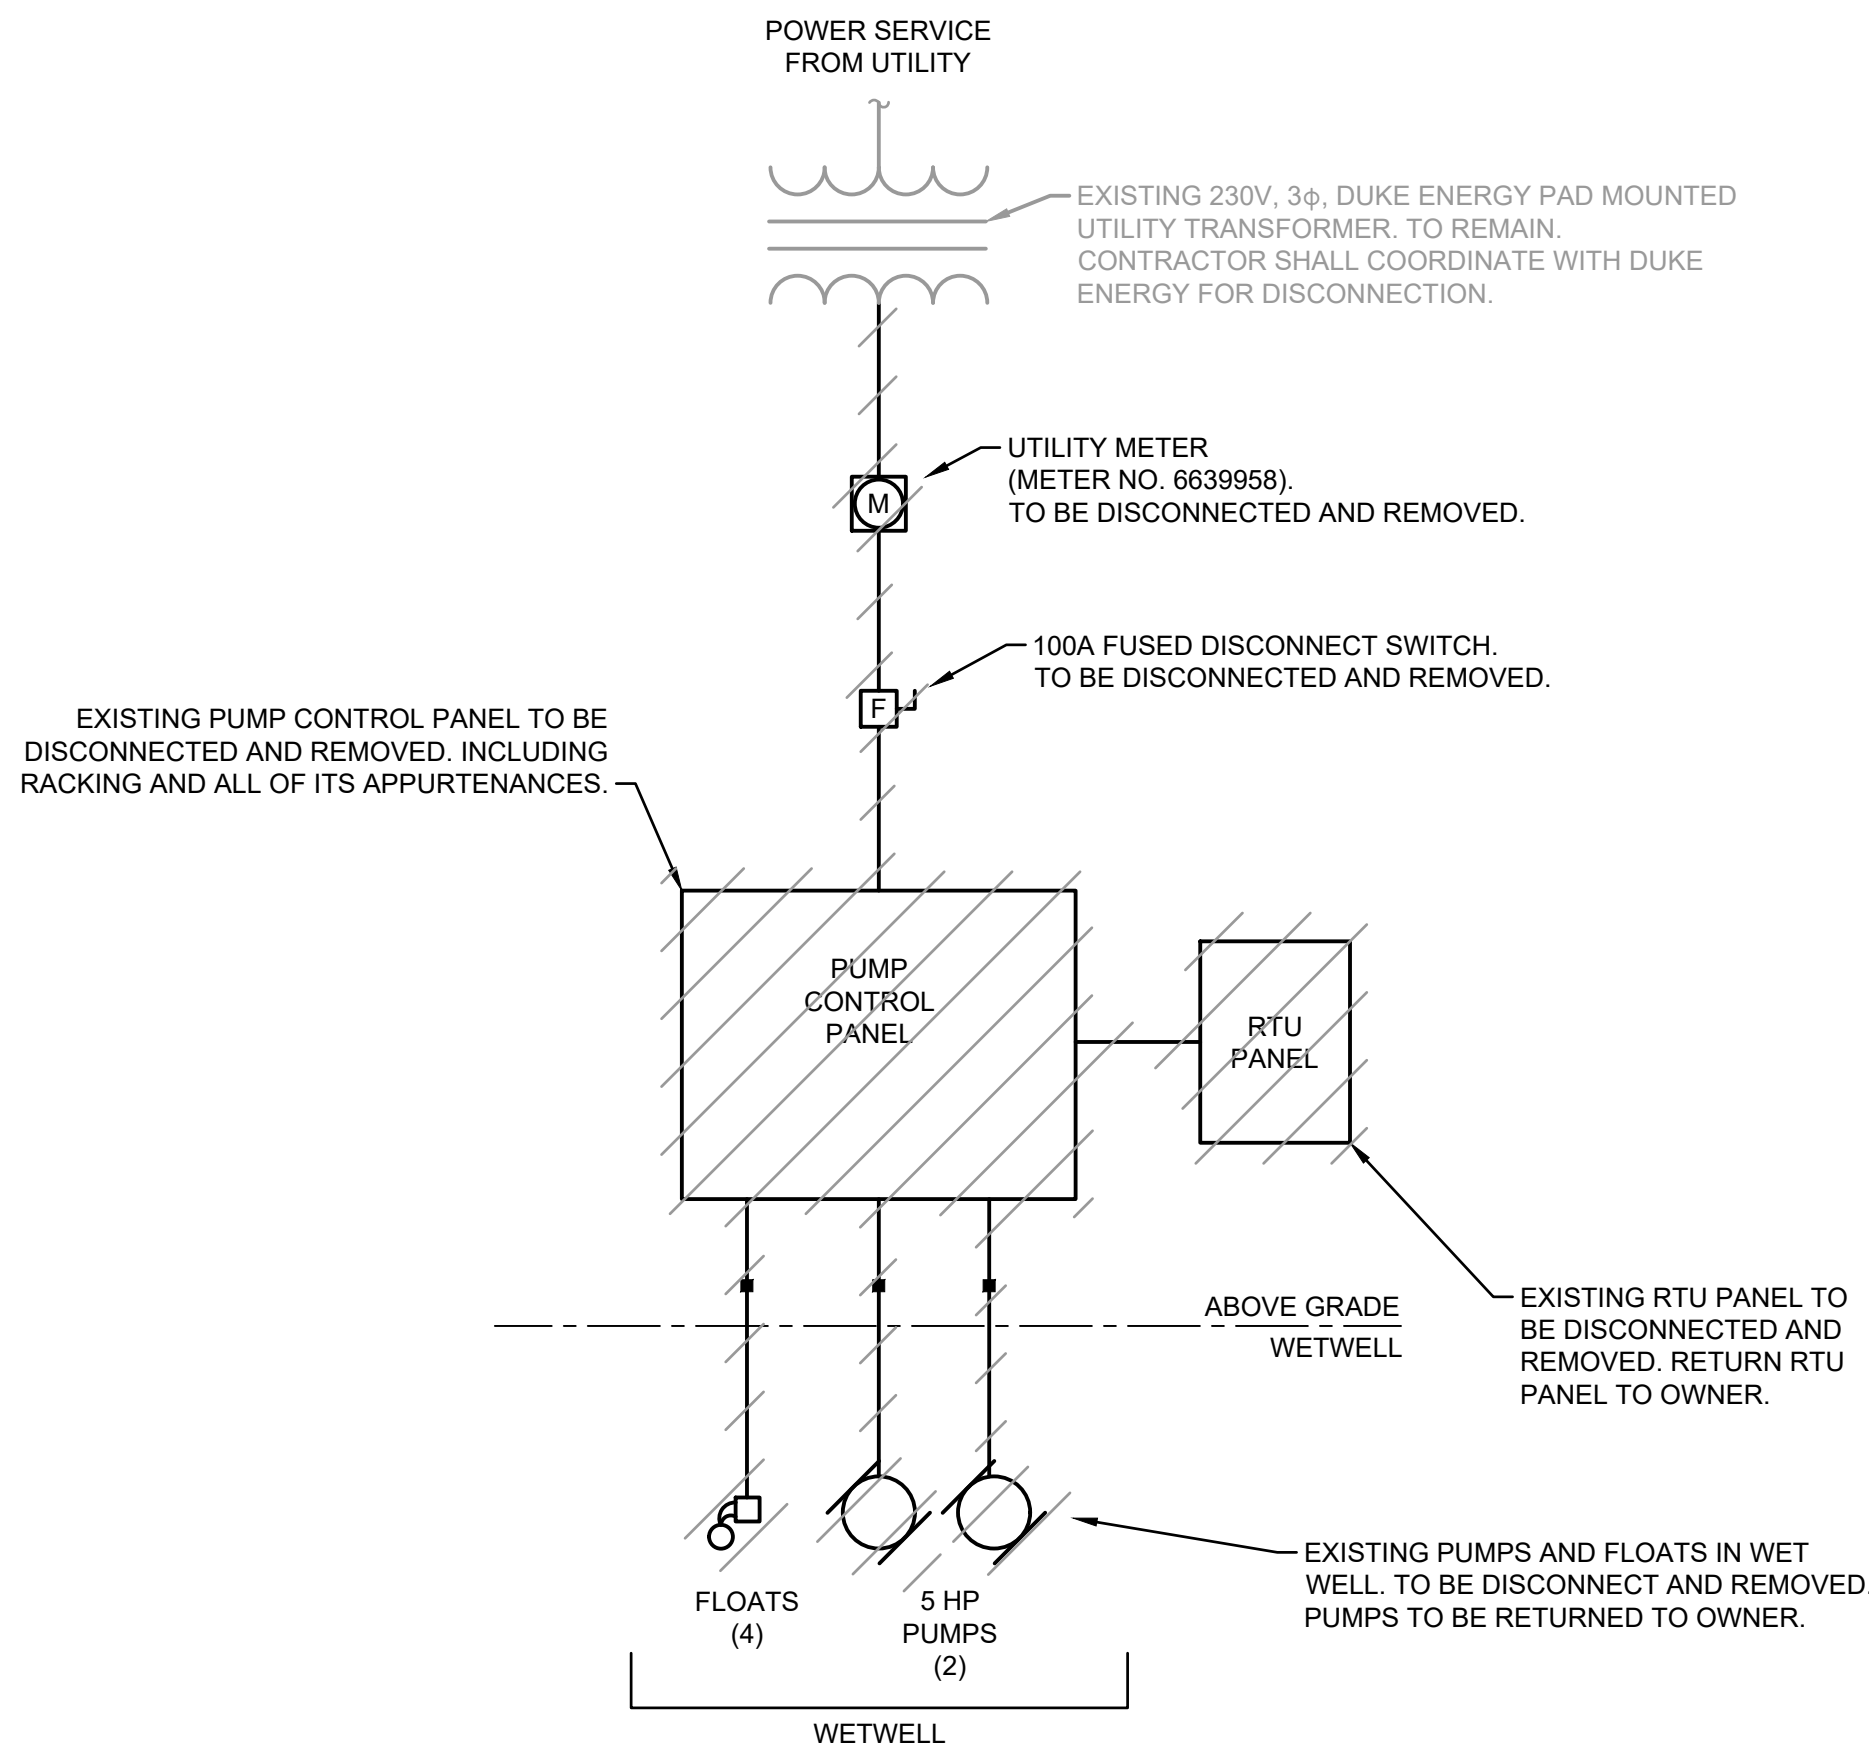 POWER SERVICE
FROM UTILITY
EXISTING 230V, 3ϕ, DUKE ENERGY PAD MOUNTED
UTILITY TRANSFORMER. TO REMAIN.
CONTRACTOR SHALL COORDINATE WITH DUKE
ENERGY FOR DISCONNECTION.
UTILITY METER
(METER NO. 6639958).
TO BE DISCONNECTED AND REMOVED.
M
100A FUSED DISCONNECT SWITCH.
TO BE DISCONNECTED AND REMOVED.
F
EXISTING PUMP CONTROL PANEL TO BE
DISCONNECTED AND REMOVED. INCLUDING
RACKING AND ALL OF ITS APPURTENANCES.
PUMP
CONTROL
PANEL
RTU
PANEL
ABOVE GRADE
WETWELL
EXISTING RTU PANEL TO
BE DISCONNECTED AND
REMOVED. RETURN RTU
PANEL TO OWNER.
EXISTING PUMPS AND FLOATS IN WET
WELL. TO BE DISCONNECT AND REMOVED.
PUMPS TO BE RETURNED TO OWNER.
FLOATS
(4)
5 HP
PUMPS
(2)
WETWELL